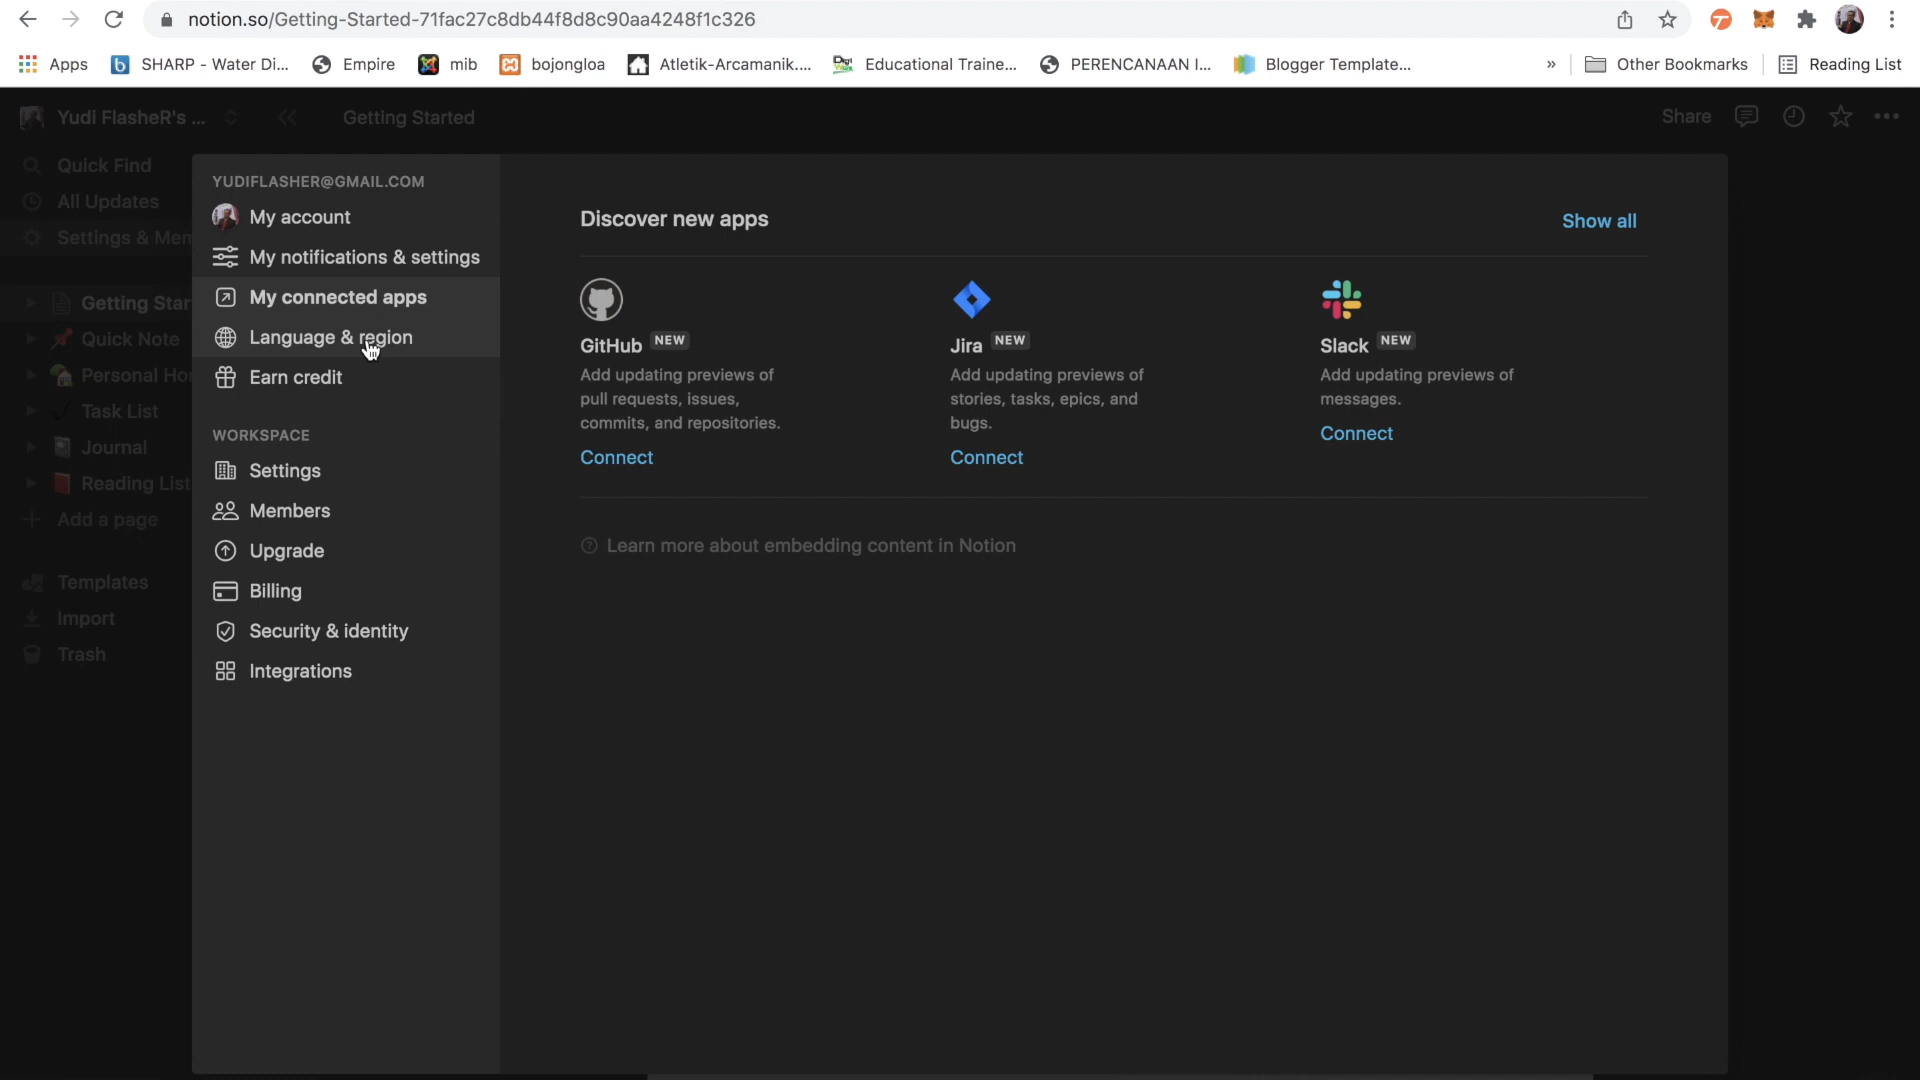 notion.so/Getting-Started-71fac27c8db44f8d8c90aa4248f1c326
Apps SHARP - Water Di... Empire mib bojongloa Atletik-Arcamanik.... Educational Traine... PERENCANAAN I... Blogger Template... » Other Bookmarks Reading List
Yudi FlasheR's ... Getting Started Share
Quick Find
All Updates
Settings & Mem
Getting Star
Quick Note
Personal Ho
Task List
Journal
Reading List
Add a page
Templates
Import
Trash
YUDIFLASHER@GMAIL.COM
My account
My notifications & settings
My connected apps
Language & region
Earn credit
WORKSPACE
Settings
Members
Upgrade
Billing
Security & identity
Integrations
Discover new apps
Show all
GitHub NEW
Add updating previews of
pull requests, issues,
commits, and repositories.
Connect
Jira NEW
Add updating previews of
stories, tasks, epics, and
bugs.
Connect
Slack NEW
Add updating previews of
messages.
Connect
Learn more about embedding content in Notion